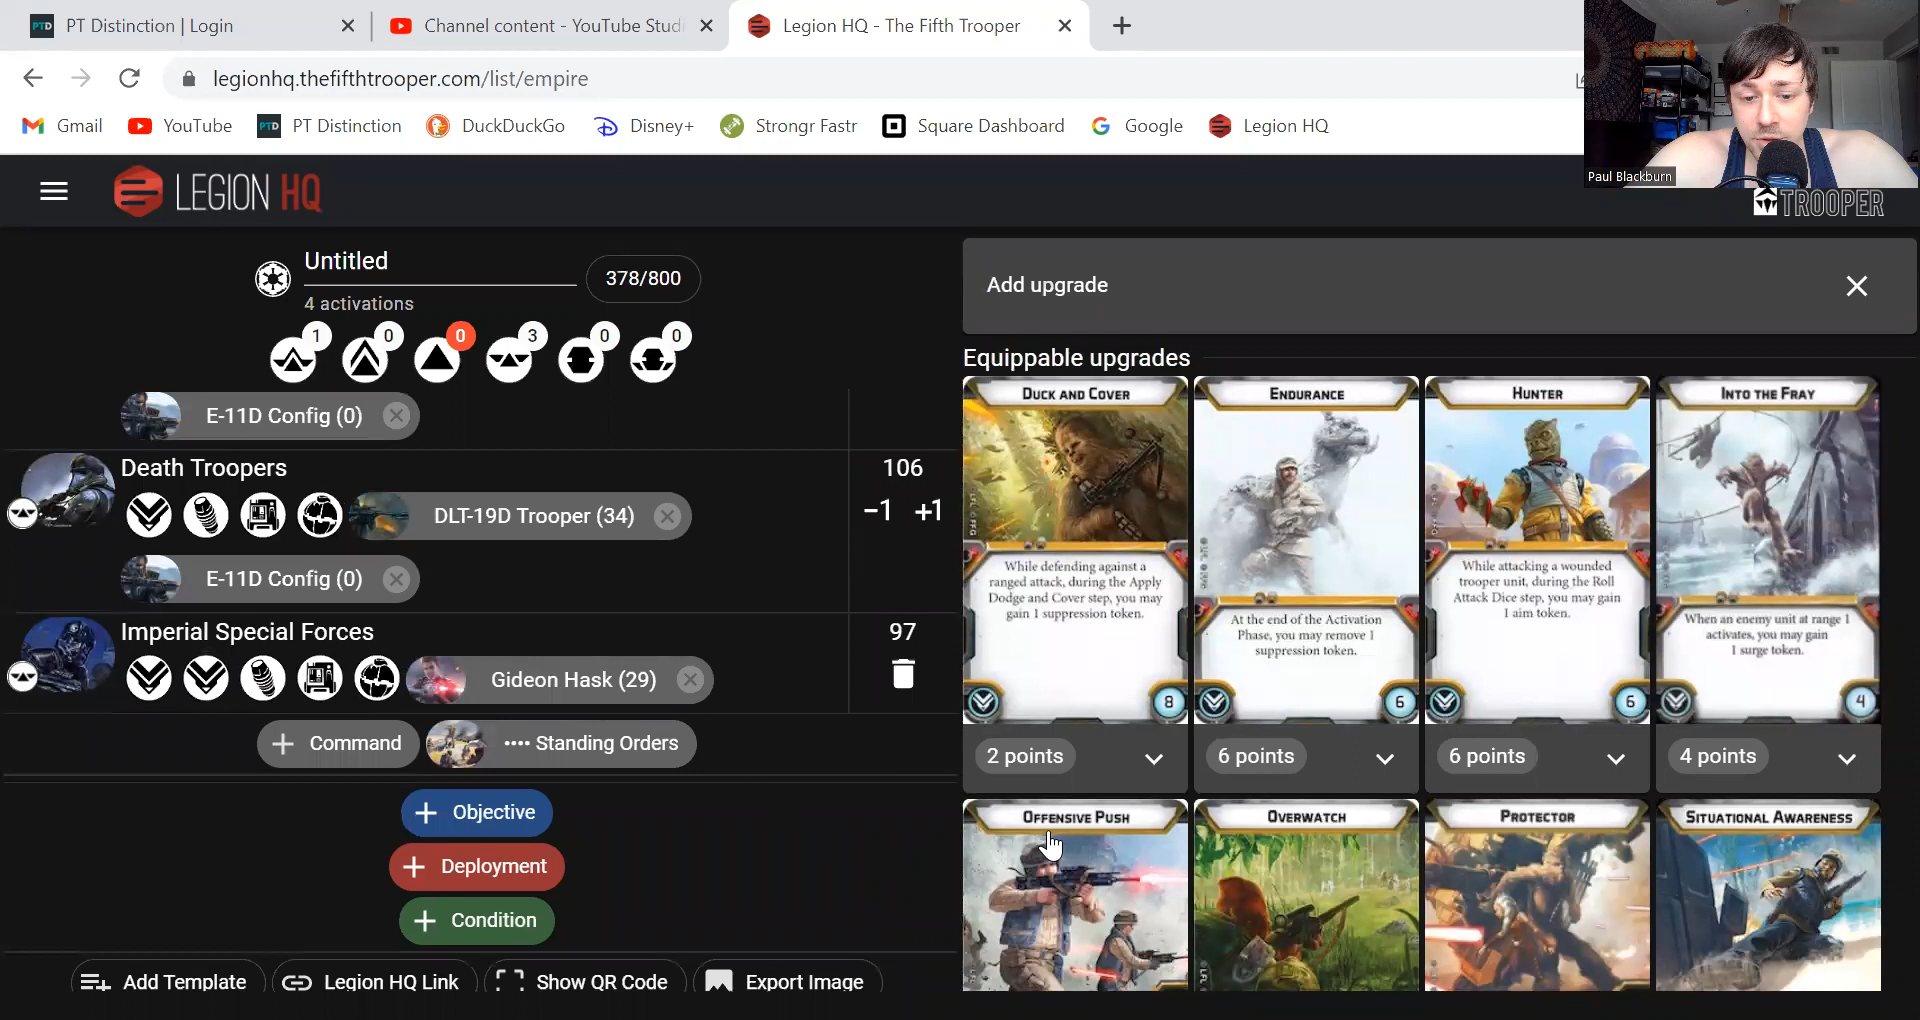 PTD PT Distinction | Login
Channel content - YouTube Stud
Legion HQ - The Fifth Trooper
legionhq.thefifthtrooper.com/list/empire
Gmail
YouTube
PTD PT Distinction
DuckDuckGo
Disney+
Strongr Fastr
Square Dashboard
Google
Legion HQ
Paul Blackburn
LEGION HQ
TROOPER
Untitled
378/800
4 activations
1
0
0
3
0
0
E-11D Config (0)
Death Troopers
106
DLT-19D Trooper (34)
−1 +1
E-11D Config (0)
Imperial Special Forces
97
Gideon Hask (29)
Command
•••• Standing Orders
Objective
Deployment
Condition
Add Template
Legion HQ Link
Show QR Code
Export Image
Add upgrade
Equippable upgrades
DUCK AND COVER
While defending against a
ranged attack, during the Apply
Dodge and Cover step, you may
gain 1 suppression token.
8
2 points
ENDURANCE
At the end of the Activation
Phase, you may remove 1
suppression token.
6
6 points
HUNTER
While attacking a wounded
trooper unit, during the Roll
Attack Dice step, you may gain
1 aim token.
6
6 points
INTO THE FRAY
When an enemy unit at range 1
activates, you may gain
1 surge token.
4
4 points
OFFENSIVE PUSH
OVERWATCH
PROTECTOR
SITUATIONAL AWARENESS